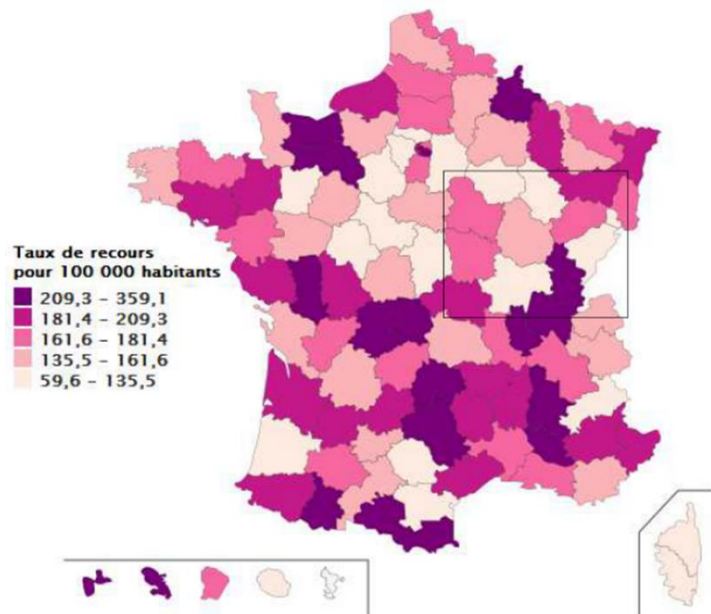 Taux de recours
pour 100 000 habitants
209,3 – 359,1
181,4 – 209,3
161,6 – 181,4
135,5 – 161,6
59,6 – 135,5